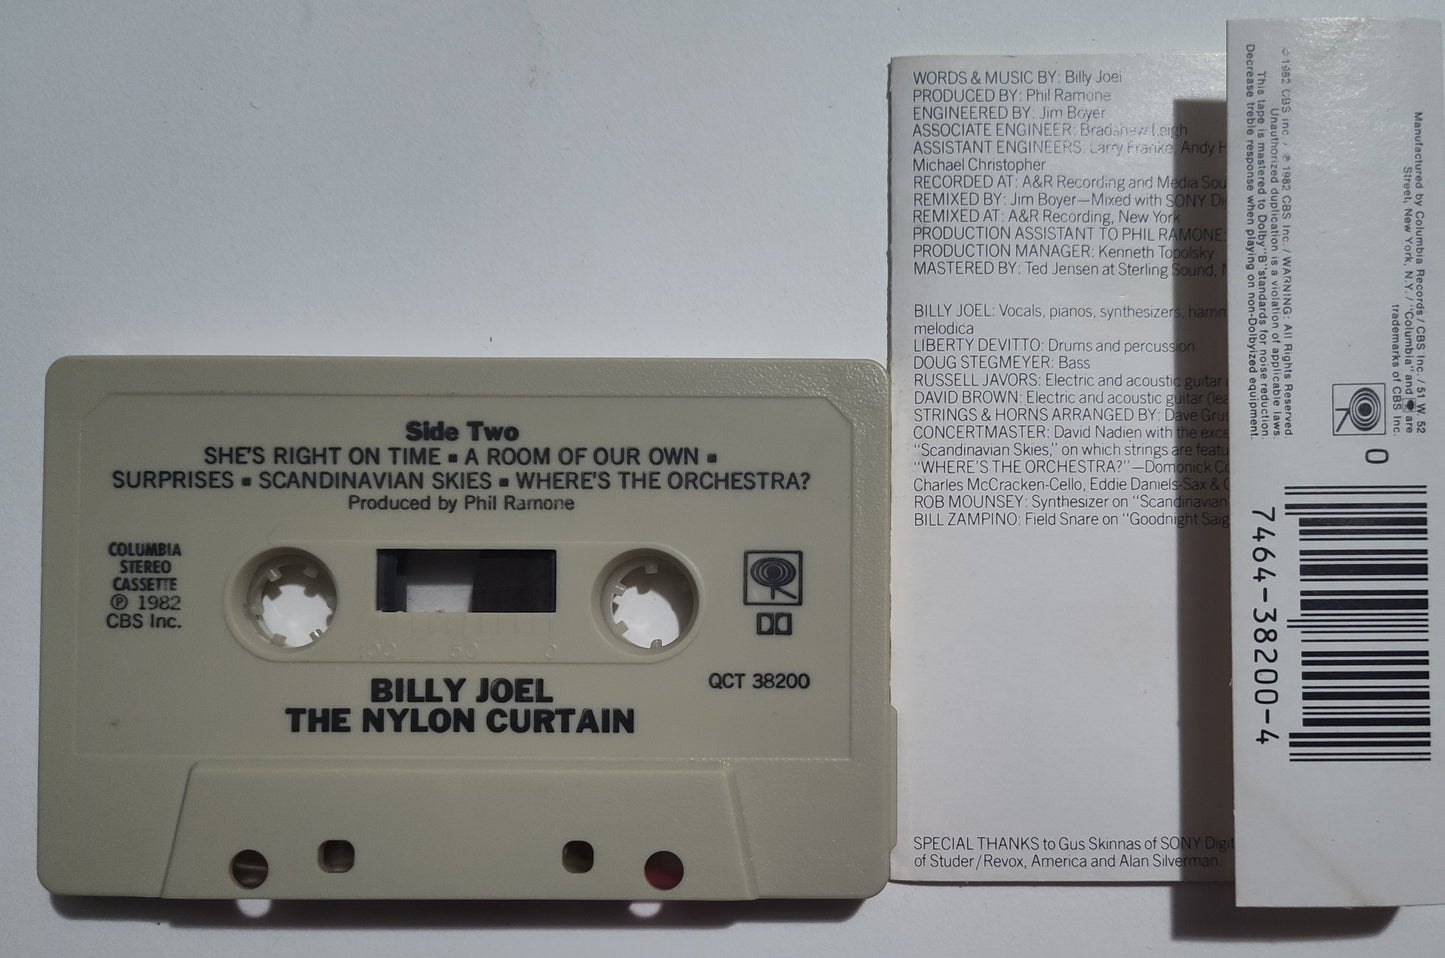 Side Two
SHE'S RIGHT ON TIME ▪ A ROOM OF OUR OWN ▪
SURPRISES ▪ SCANDINAVIAN SKIES ▪ WHERE'S THE ORCHESTRA?
Produced by Phil Ramone
COLUMBIA
STEREO
CASSETTE
℗ 1982
CBS Inc.
100 50 0
QCT 38200
BILLY JOEL
THE NYLON CURTAIN
WORDS & MUSIC BY: Billy Joel
PRODUCED BY: Phil Ramone
ENGINEERED BY: Jim Boyer
ASSOCIATE ENGINEER: Bradshaw Leigh
ASSISTANT ENGINEERS: Larry Franke, Andy
Michael Christopher
RECORDED AT: A&R Recording and Media
REMIXED BY: Jim Boyer—Mixed with SONY
REMIXED AT: A&R Recording, New York
PRODUCTION ASSISTANT TO PHIL RAMONE:
PRODUCTION MANAGER: Kenneth Topolsky
MASTERED BY: Ted Jensen at Sterling Sound,
BILLY JOEL: Vocals, pianos, synthesizers,
melodica
LIBERTY DEVITTO: Drums and percussion
DOUG STEGMEYER: Bass
RUSSELL JAVORS: Electric and acoustic guitar
DAVID BROWN: Electric and acoustic guitar
STRINGS & HORNS ARRANGED BY: Dave
CONCERTMASTER: David Nadien with the
"Scandinavian Skies," on which strings are
"WHERE'S THE ORCHESTRA?"—Domonick
Charles McCracken-Cello, Eddie Daniels-Sax &
ROB MOUNSEY: Synthesizer on "Scandinavian
BILL ZAMPINO: Field Snare on "Goodnight
SPECIAL THANKS to Gus Skinnas of SONY
of Studer/Revox, America and Alan Silverman.
Manufactured by Columbia Records / CBS Inc. / 51 W. 52
Street, New York, N.Y. / "Columbia" and are
trademarks of CBS Inc.
© 1982 CBS Inc. / ℗ 1982 CBS Inc. / WARNING: All Rights Reserved.
Unauthorized duplication is a violation of applicable laws.
This tape is mastered to Dolby "B" standards for noise reduction.
Decrease treble response when playing on non-Dolbyized equipment.
0
7464-38200-4